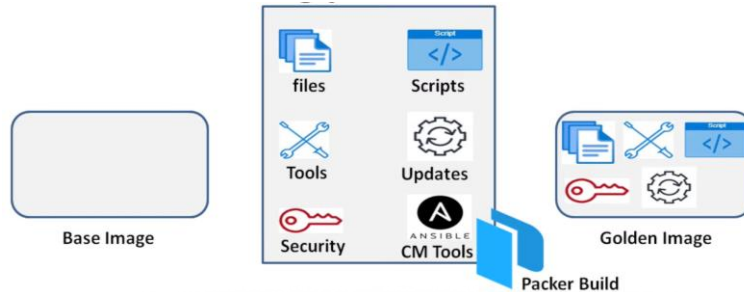 Script
</>
files
Scripts
Tools
Updates
ANSIBLE
Security
CM Tools
Base Image
Script
</>
Golden Image
Packer Build